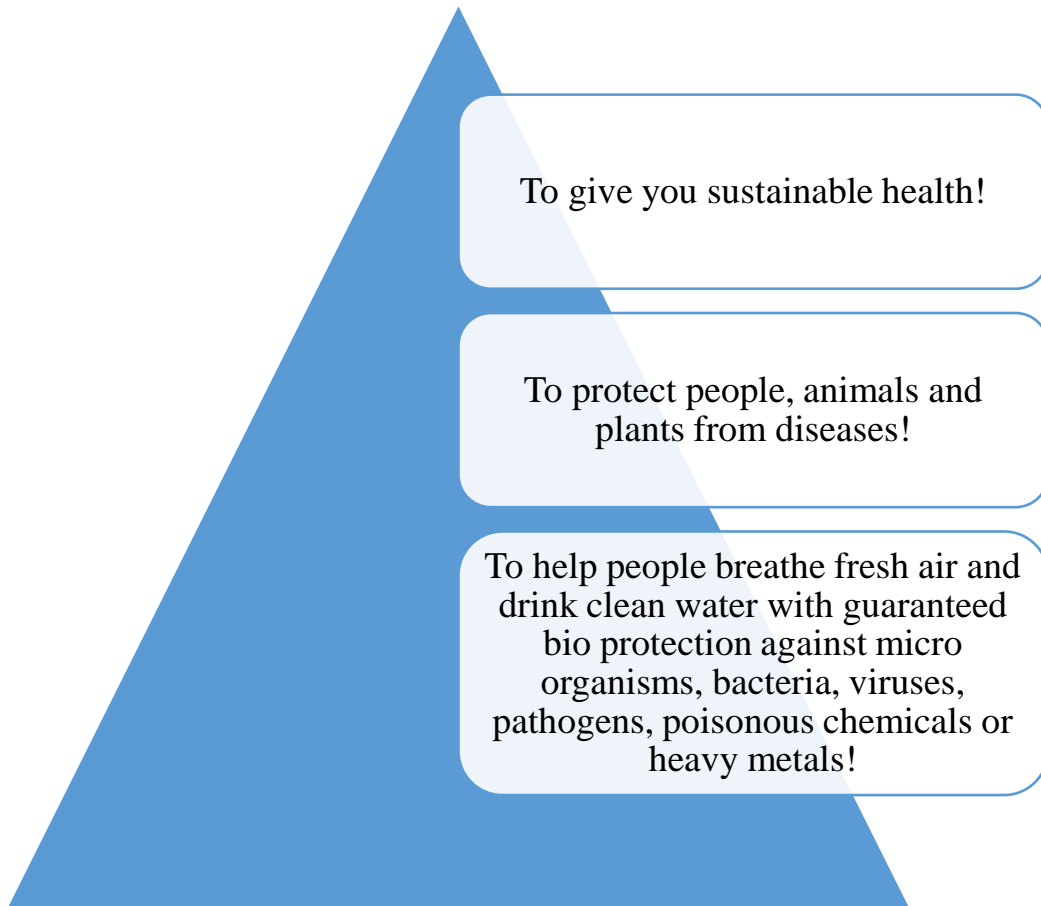 To give you sustainable health!
To protect people, animals and
plants from diseases!
To help people breathe fresh air and
drink clean water with guaranteed
bio protection against micro
organisms, bacteria, viruses,
pathogens, poisonous chemicals or
heavy metals!